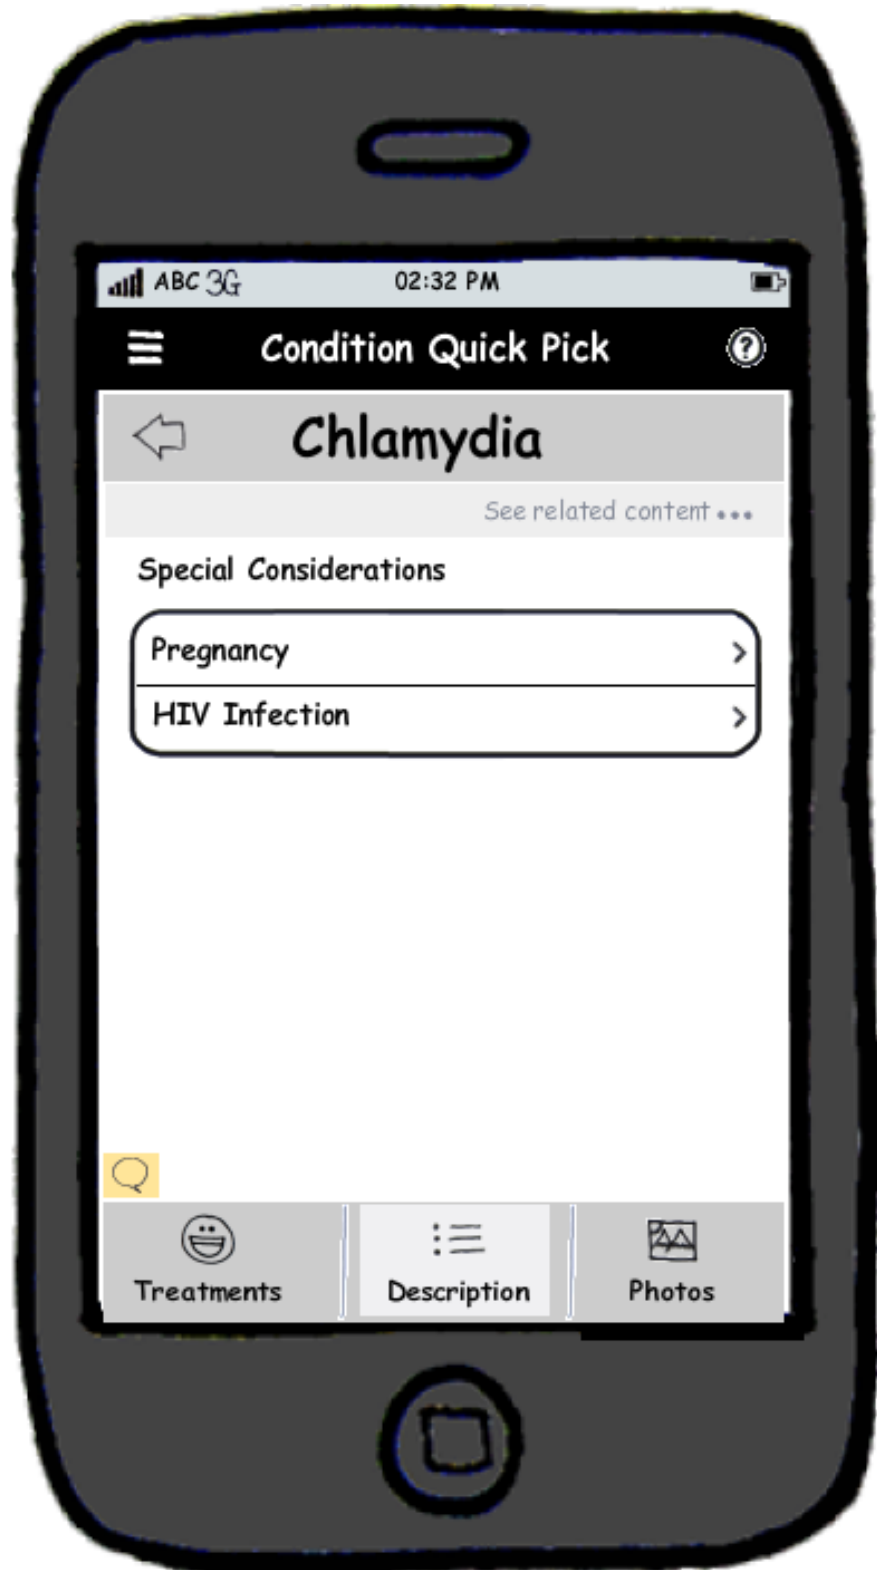 ABC 3G 02:32 PM
Condition Quick Pick ?
Chlamydia
See related content •••
Special Considerations
Pregnancy >
HIV Infection >
Treatments Description Photos